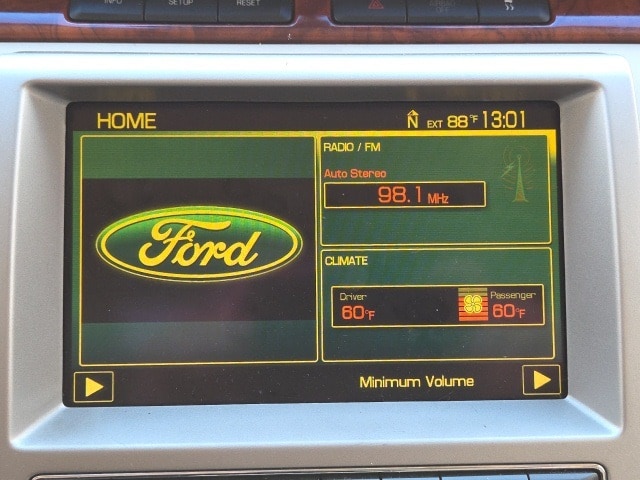 INFO SETUP RESET
HOME N EXT 88°F 13:01
RADIO / FM
Auto Stereo
98.1 MHz
Ford
CLIMATE
Driver Passenger
60°F 60°F
Minimum Volume